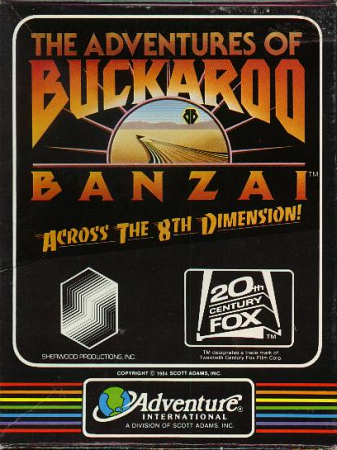 THE ADVENTURES OF
BUCKAROO
BB
BANZAI™
ACROSS THE 8TH DIMENSION!
SHERWOOD PRODUCTIONS, INC.
20th
CENTURY
FOX
TM
TM designates a trade mark of
Twentieth Century Fox Film Corp.
COPYRIGHT © 1984 SCOTT ADAMS, INC.
Adventure®
INTERNATIONAL
A DIVISION OF SCOTT ADAMS, INC.